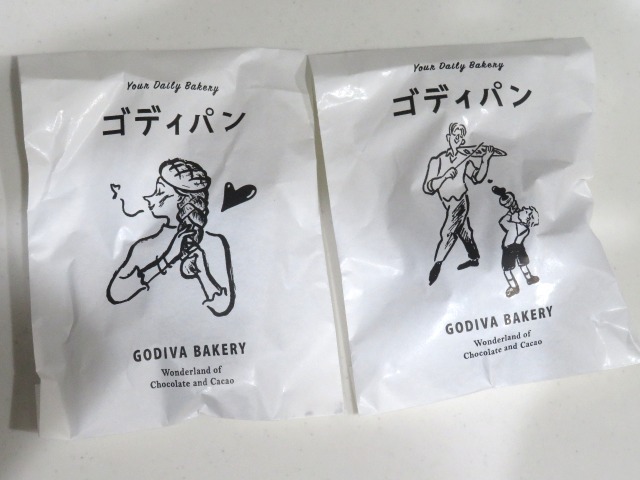 Your Daily Bakery
ゴディパン
GODIVA BAKERY
Wonderland of
Chocolate and Cacao
Your Daily Bakery
ゴディパン
GODIVA BAKERY
Wonderland of
Chocolate and Cacao